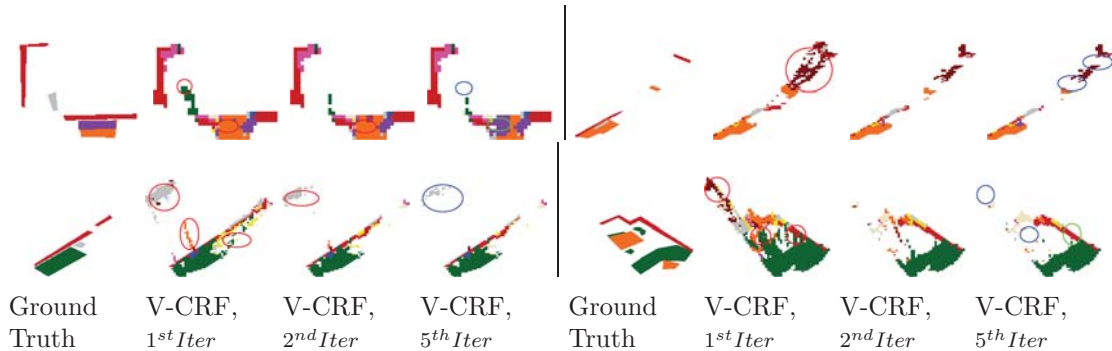 Ground Truth
V-CRF, 1st Iter
V-CRF, 2nd Iter
V-CRF, 5th Iter
Ground Truth
V-CRF, 1st Iter
V-CRF, 2nd Iter
V-CRF, 5th Iter